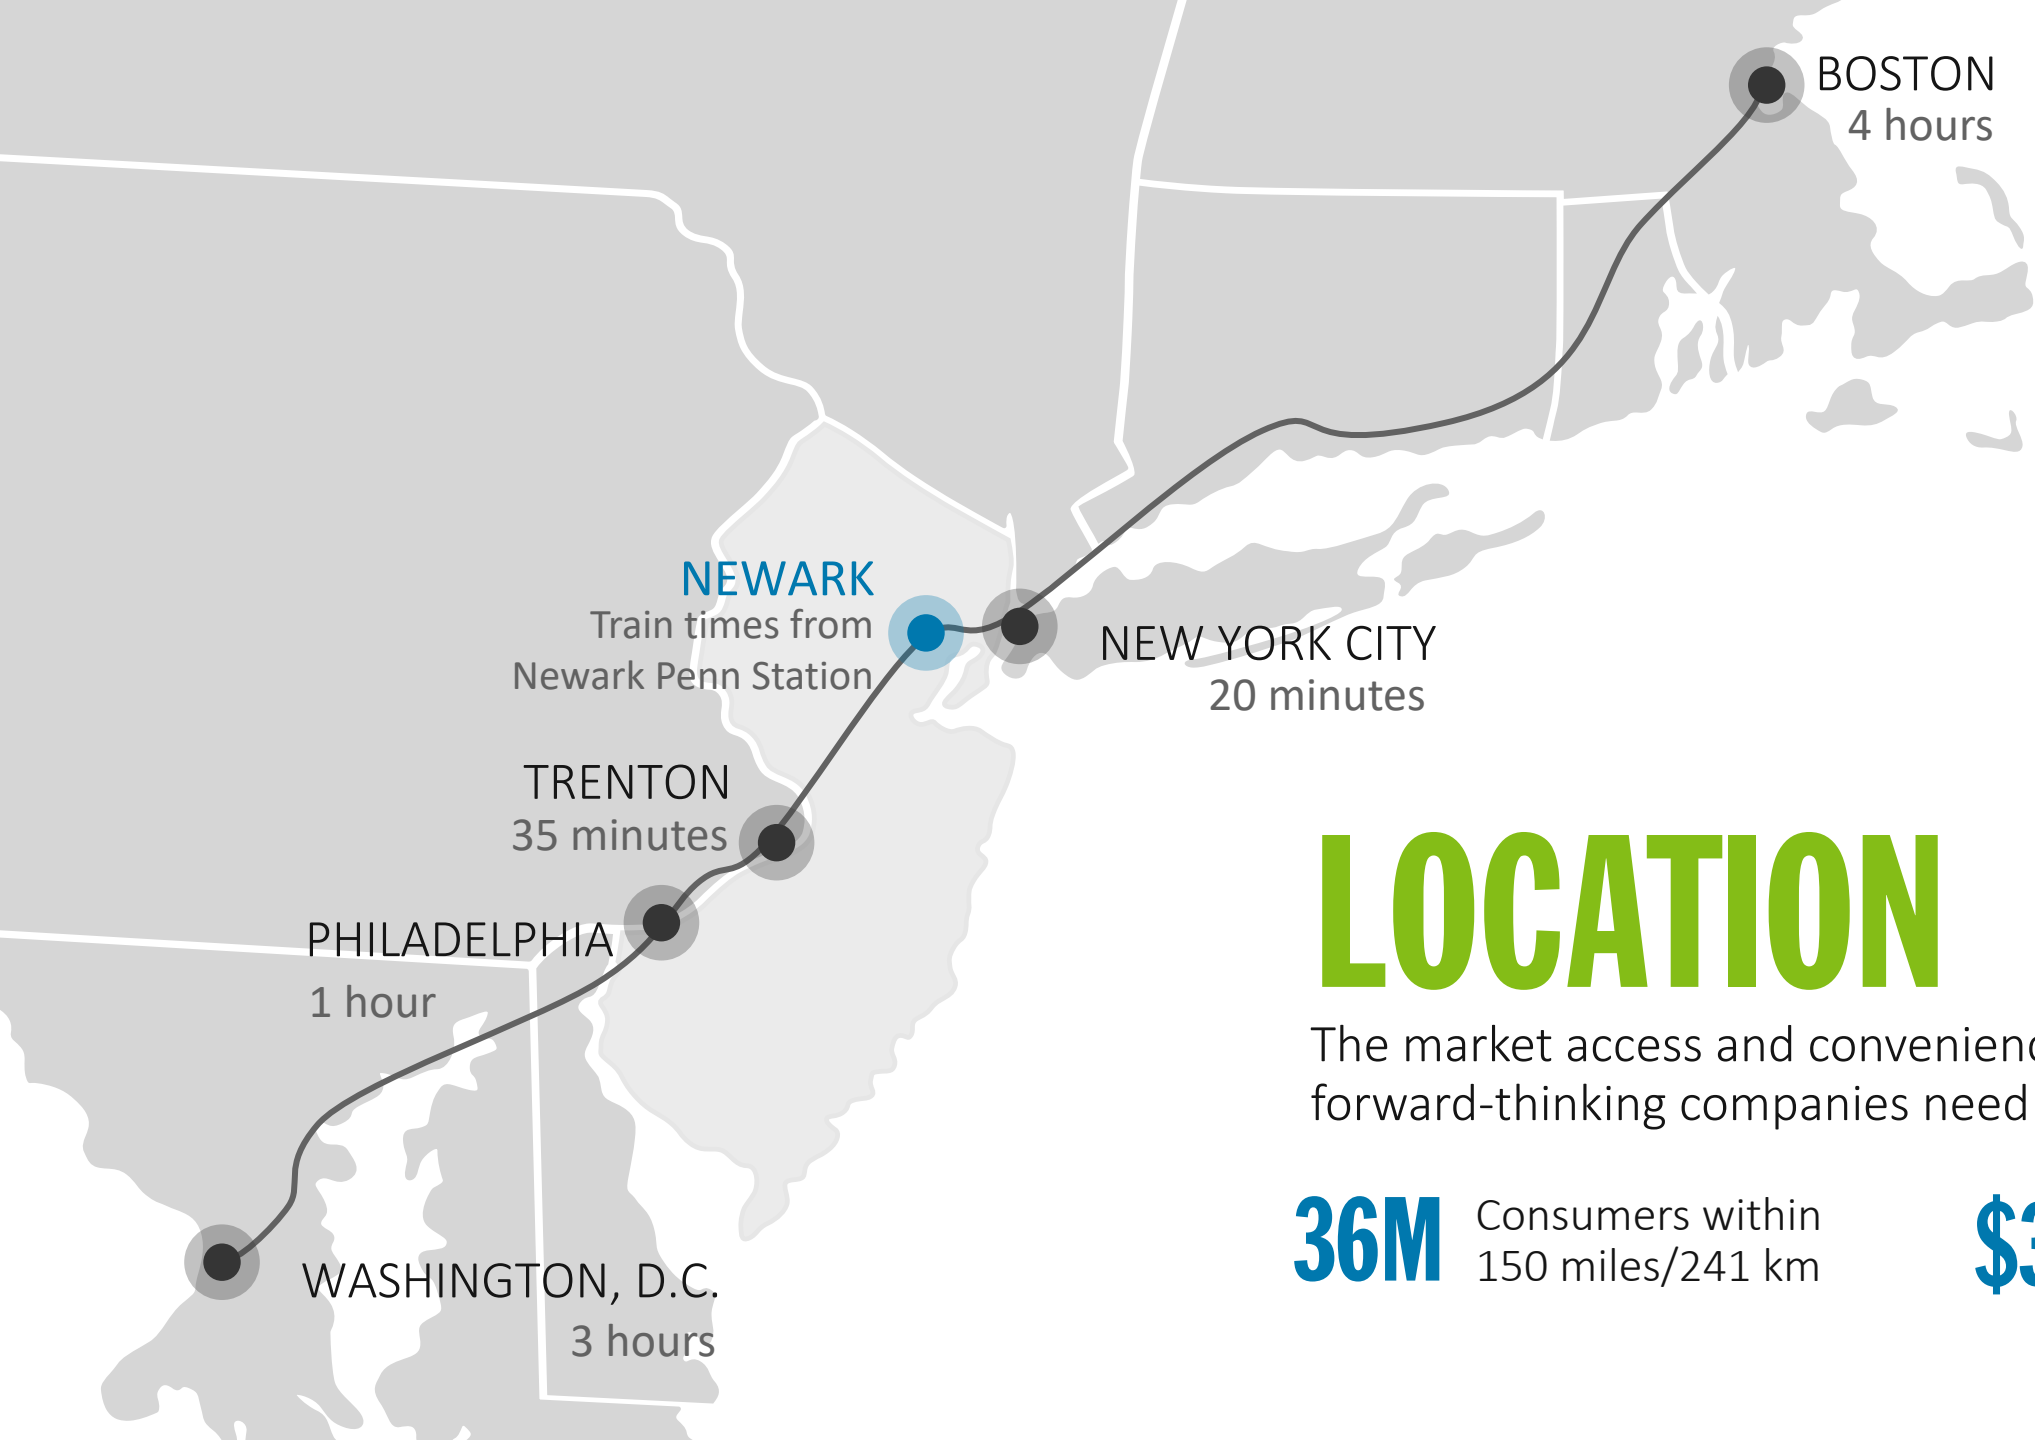 BOSTON
4 hours
NEWARK
Train times from
Newark Penn Station
NEW YORK CITY
20 minutes
TRENTON
35 minutes
PHILADELPHIA
1 hour
WASHINGTON, D.C.
3 hours
LOCATION
The market access and convenienc
forward-thinking companies need
36M
Consumers within
150 miles/241 km
$3